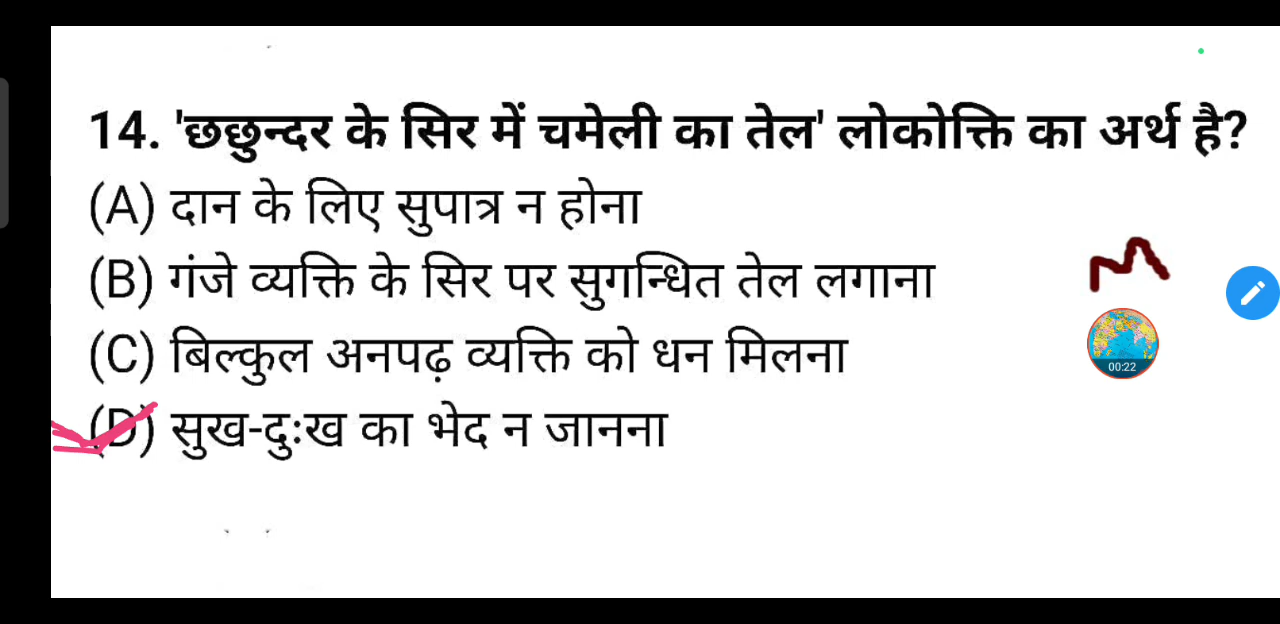 14. 'छछुन्दर के सिर में चमेली का तेल' लोकोक्ति का अर्थ है?
(A) दान के लिए सुपात्र न होना
(B) गंजे व्यक्ति के सिर पर सुगन्धित तेल लगाना
(C) बिल्कुल अनपढ़ व्यक्ति को धन मिलना
00:22
(D) सुख-दुःख का भेद न जानना